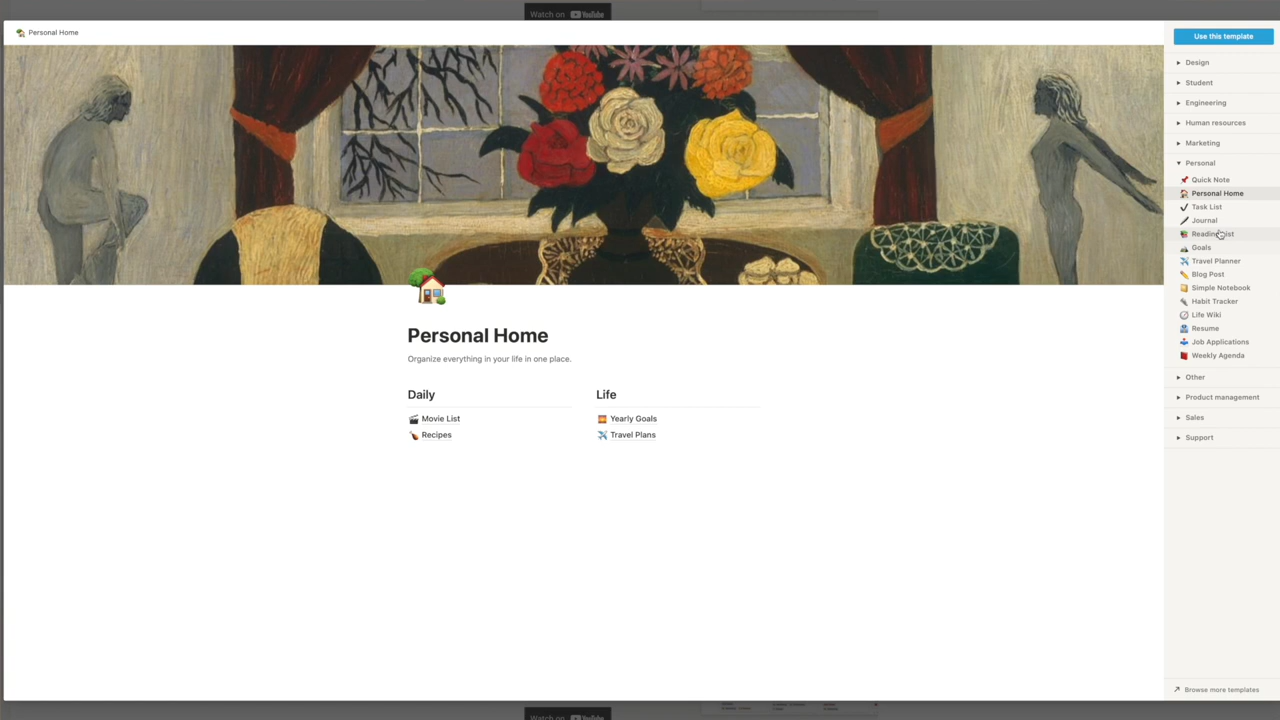 Watch on YouTube
Personal Home
Use this template
Design
Student
Engineering
Human resources
Marketing
Personal
Quick Note
Personal Home
Task List
Journal
Reading List
Goals
Travel Planner
Blog Post
Simple Notebook
Habit Tracker
Life Wiki
Resume
Job Applications
Weekly Agenda
Other
Product management
Sales
Support
Personal Home
Organize everything in your life in one place.
Daily
Life
Movie List
Yearly Goals
Recipes
Travel Plans
Browse more templates
Watch on YouTube